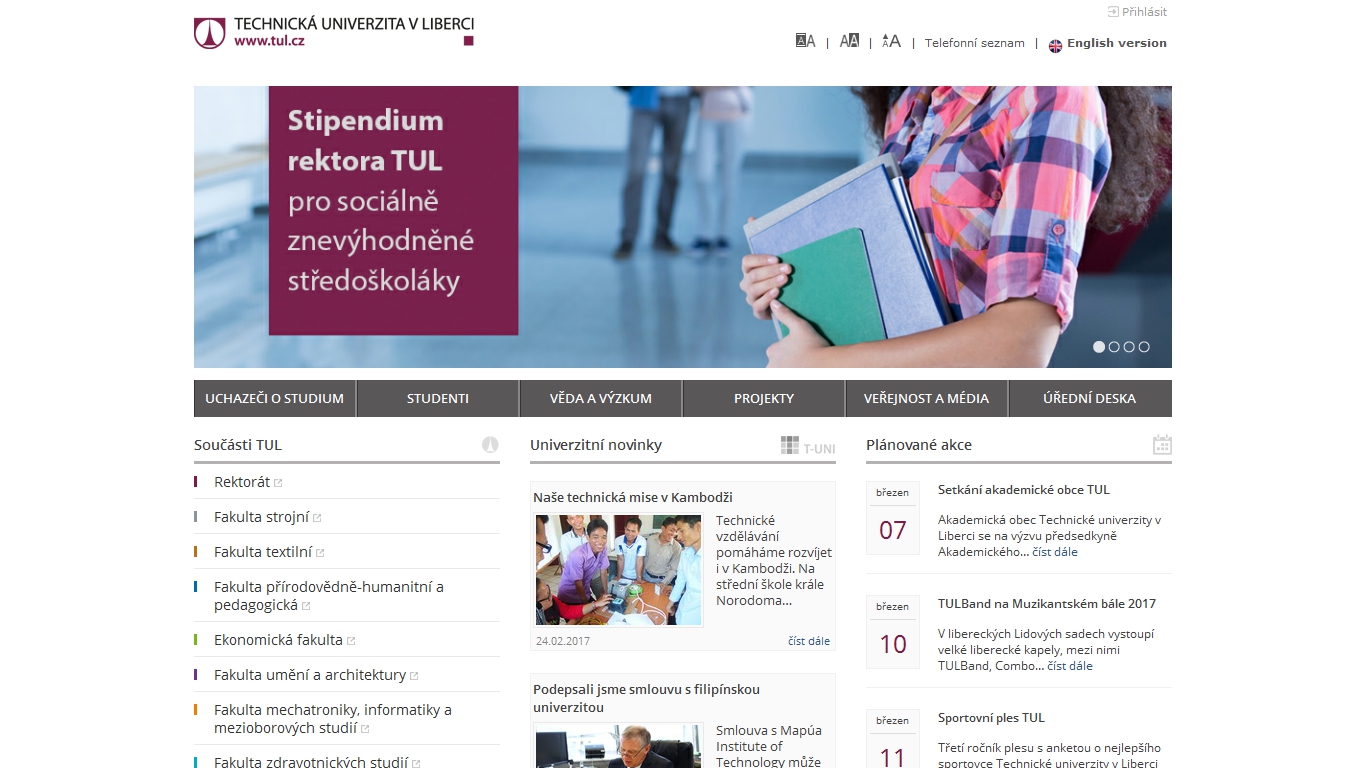 TECHNICKÁ UNIVERZITA V LIBERCI
www.tul.cz
Přihlásit
AA | AA | AA | Telefonní seznam | English version
Stipendium
rektora TUL
pro sociálně
znevýhodněné
středoškoláky
UCHAZEČI O STUDIUM
STUDENTI
VĚDA A VÝZKUM
PROJEKTY
VEŘEJNOST A MÉDIA
ÚŘEDNÍ DESKA
Součásti TUL
Rektorát
Fakulta strojní
Fakulta textilní
Fakulta přírodovědně-humanitní a
pedagogická
Ekonomická fakulta
Fakulta umění a architektury
Fakulta mechatroniky, informatiky a
mezioborových studií
Fakulta zdravotnických studií
Univerzitní novinky
T-UNI
Naše technická mise v Kambodži
Technické
vzdělávání
pomáháme rozvíjet
i v Kambodži. Na
střední škole krále
Norodoma...
24.02.2017
číst dále
Podepsali jsme smlouvu s filipínskou
univerzitou
Smlouva s Mapúa
Institute of
Technology může
Plánované akce
březen
07
Setkání akademické obce TUL
Akademická obec Technické univerzity v
Liberci se na výzvu předsedkyně
Akademického... číst dále
březen
10
TULBand na Muzikantském bále 2017
V libereckých Lidových sadech vystoupí
velké liberecké kapely, mezi nimi
TULBand, Combo... číst dále
březen
11
Sportovní ples TUL
Třetí ročník plesu s anketou o nejlepšího
sportovce Technické univerzity v Liberci